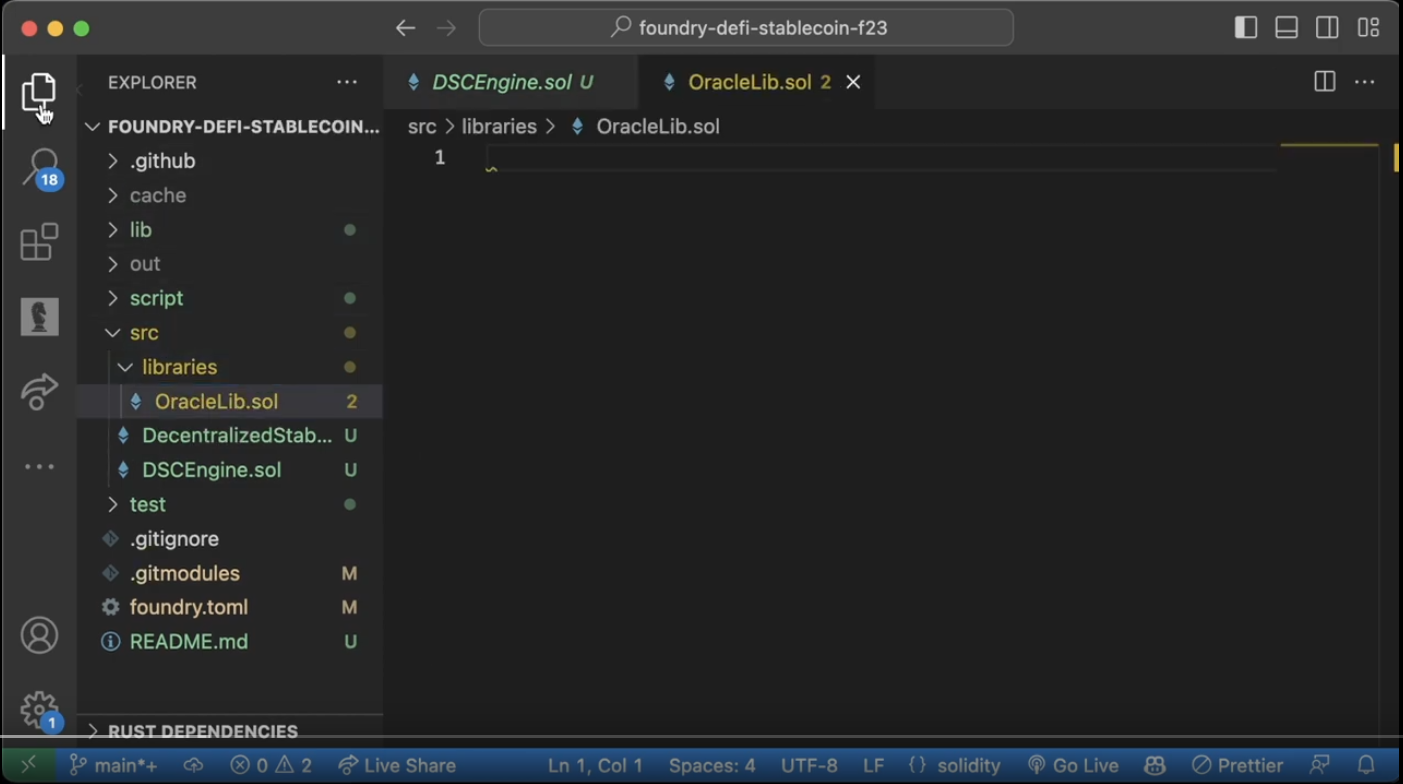 foundry-defi-stablecoin-f23
EXPLORER
DSCEngine.sol U
OracleLib.sol 2
FOUNDRY-DEFI-STABLECOIN...
src > libraries > OracleLib.sol
1
.github
18
cache
lib
out
script
src
libraries
OracleLib.sol 2
DecentralizedStab... U
DSCEngine.sol U
test
.gitignore
.gitmodules M
foundry.toml M
README.md U
1
RUST DEPENDENCIES
main*+ 0 2 Live Share Ln 1, Col 1 Spaces: 4 UTF-8 LF {} solidity Go Live Prettier